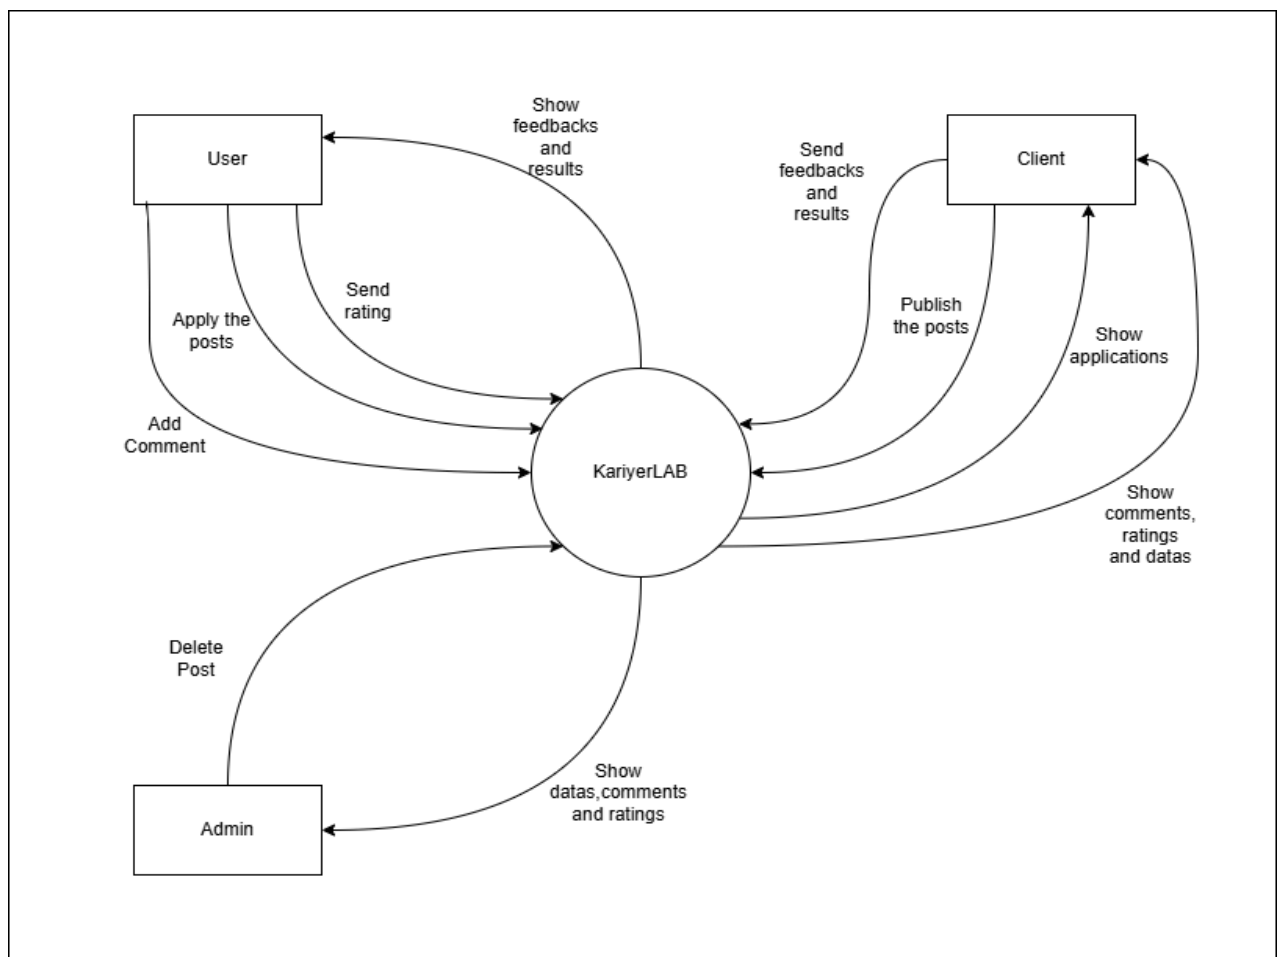 Show
feedbacks
and
results
User
Send
feedbacks
and
results
Client
Send
rating
Apply the
posts
Publish
the posts
Show
applications
Add
Comment
KariyerLAB
Show
comments,
ratings
and datas
Delete
Post
Show
datas,comments
and ratings
Admin